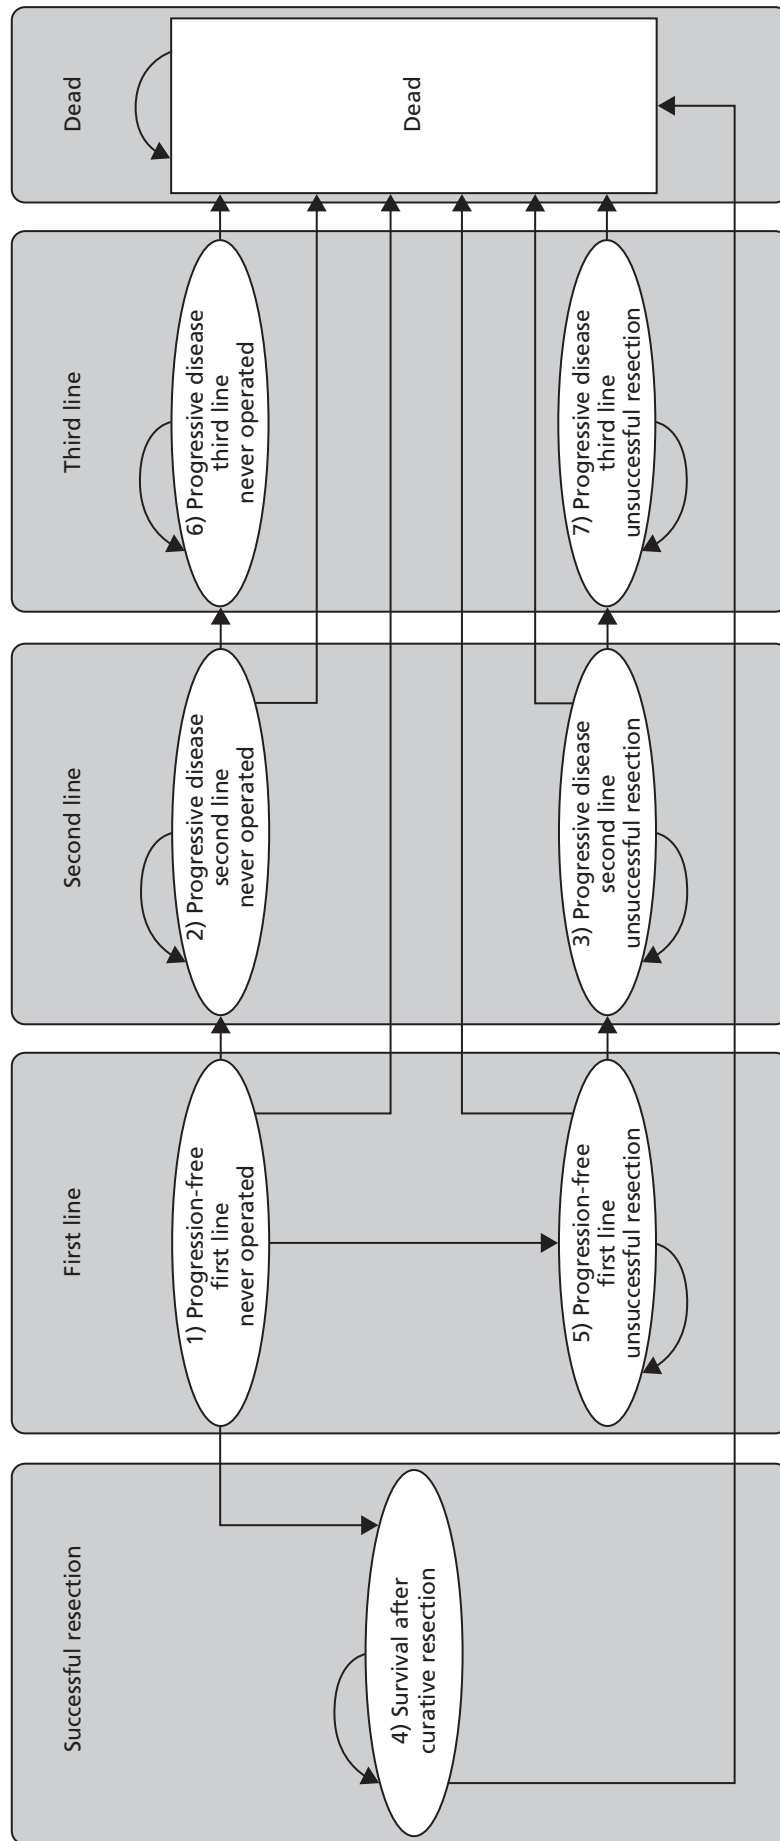 Successful resection
4) Survival after
curative resection
First line
1) Progression-free
first line
never operated
5) Progression-free
first line
unsuccessful resection
Second line
2) Progressive disease
second line
never operated
3) Progressive disease
second line
unsuccessful resection
Third line
6) Progressive disease
third line
never operated
7) Progressive disease
third line
unsuccessful resection
Dead
Dead